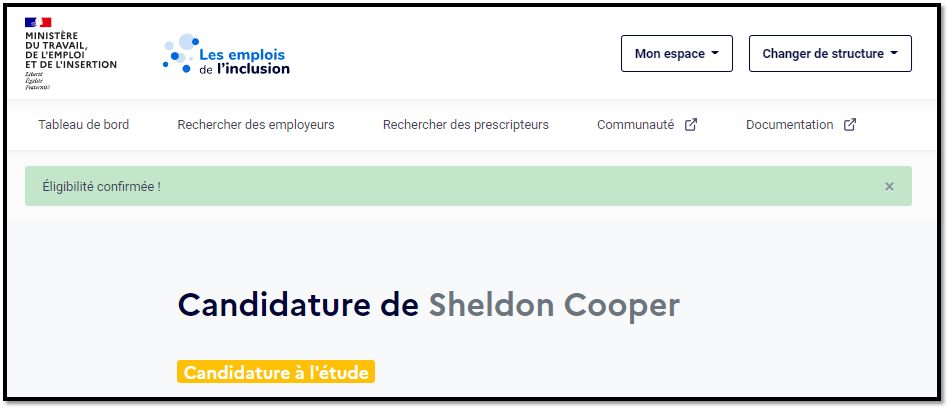 MINISTÈRE
DU TRAVAIL,
DE L'EMPLOI
ET DE L'INSERTION
Liberté
Égalité
Fraternité
Les emplois
de l'inclusion
Mon espace
Changer de structure
Tableau de bord
Rechercher des employeurs
Rechercher des prescripteurs
Communauté
Documentation
Éligibilité confirmée !
Candidature de Sheldon Cooper
Candidature à l'étude